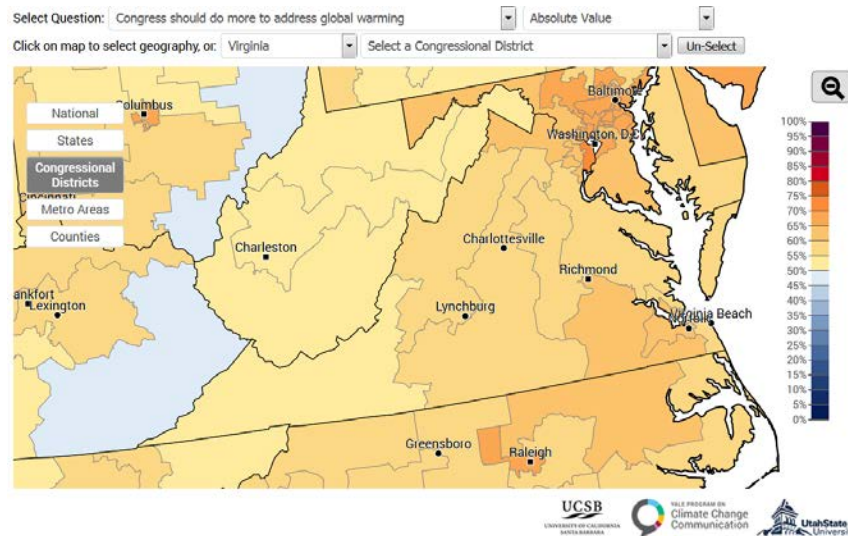 Select Question: Congress should do more to address global warming Absolute Value
Click on map to select geography, or: Virginia Select a Congressional District Un-Select
National
States
Congressional
Districts
Metro Areas
Counties
Columbus
Baltimore
Washington, D.C.
Cincinnati
Charleston
Charlottesville
ankfort
Lexington
Richmond
Lynchburg
Virginia Beach
Norfolk
Greensboro
Raleigh
100%
95%
90%
85%
80%
75%
70%
65%
60%
55%
50%
45%
40%
35%
30%
25%
20%
15%
10%
5%
0%
UCSB
UNIVERSITY OF CALIFORNIA
SANTA BARBARA
YALE PROGRAM ON
Climate Change
Communication
UtahState
Universi